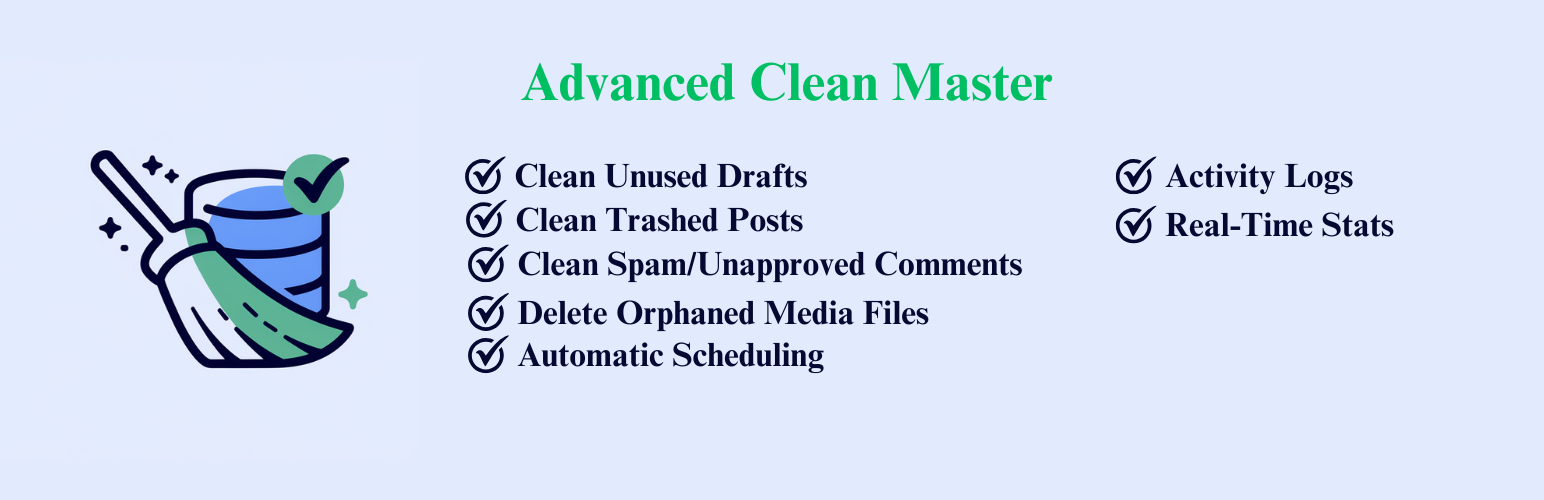 Advanced Clean Master
Clean Unused Drafts
Clean Trashed Posts
Clean Spam/Unapproved Comments
Delete Orphaned Media Files
Automatic Scheduling
Activity Logs
Real-Time Stats